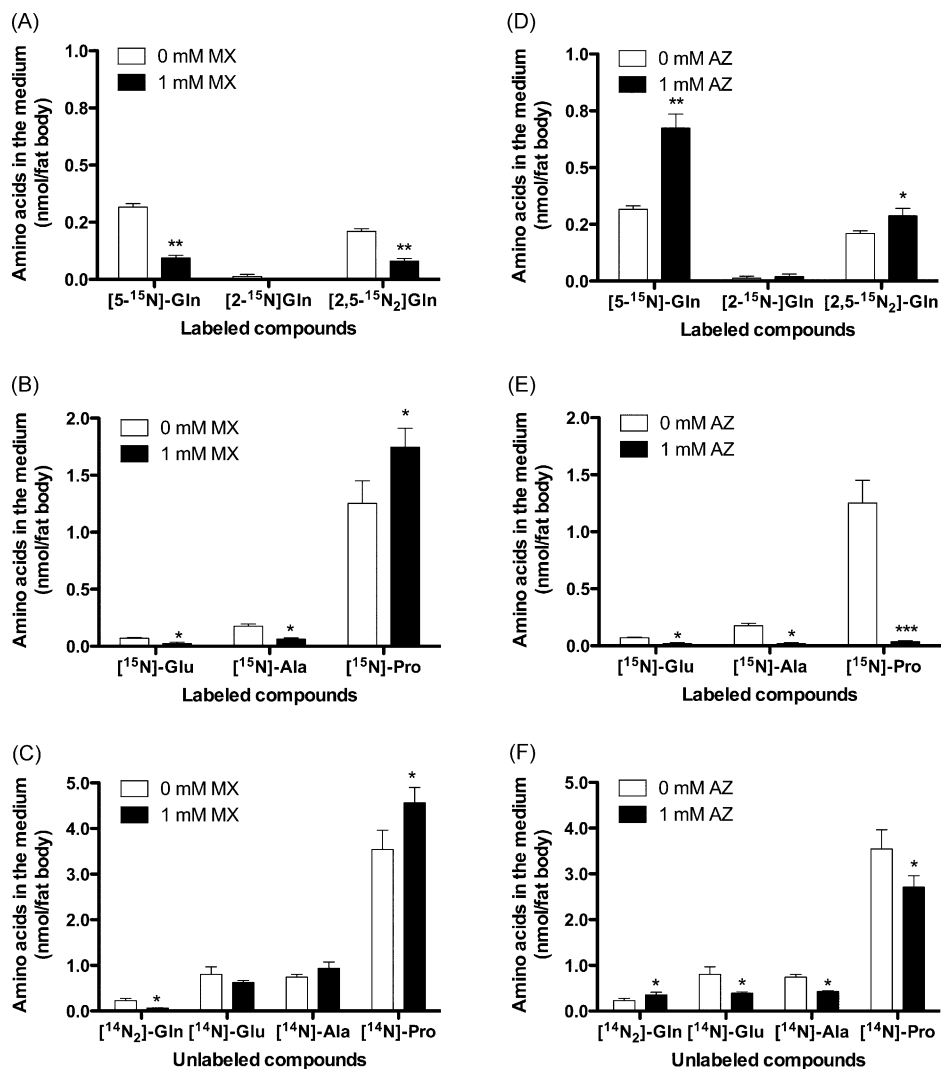 (A)
Amino acids in the medium
(nmol/fat body)
1.0
0.8
0.5
0.2
0.0
0 mM MX
1 mM MX
**
**
[5-¹⁵N]-Gln [2-¹⁵N]Gln [2,5-¹⁵N₂]Gln
Labeled compounds
(D)
Amino acids in the medium
(nmol/fat body)
1.0
0.8
0.5
0.2
0.0
0 mM AZ
1 mM AZ
**
*
[5-¹⁵N]-Gln [2-¹⁵N-]Gln [2,5-¹⁵N₂]-Gln
Labeled compounds
(B)
Amino acids in the medium
(nmol/fat body)
2.0
1.5
1.0
0.5
0.0
0 mM MX
1 mM MX
*
*
*
[¹⁵N]-Glu [¹⁵N]-Ala [¹⁵N]-Pro
Labeled compounds
(E)
Amino acids in the medium
(nmol/fat body)
2.0
1.5
1.0
0.5
0.0
0 mM AZ
1 mM AZ
*
*
***
[¹⁵N]-Glu [¹⁵N]-Ala [¹⁵N]-Pro
Labeled compounds
(C)
Amino acids in the medium
(nmol/fat body)
5.0
4.0
3.0
2.0
1.0
0.0
0 mM MX
1 mM MX
*
*
[¹⁴N₂]-Gln [¹⁴N]-Glu [¹⁴N]-Ala [¹⁴N]-Pro
Unlabeled compounds
(F)
Amino acids in the medium
(nmol/fat body)
5.0
4.0
3.0
2.0
1.0
0.0
0 mM AZ
1 mM AZ
*
*
*
*
[¹⁴N₂]-Gln [¹⁴N]-Glu [¹⁴N]-Ala [¹⁴N]-Pro
Unlabeled compounds